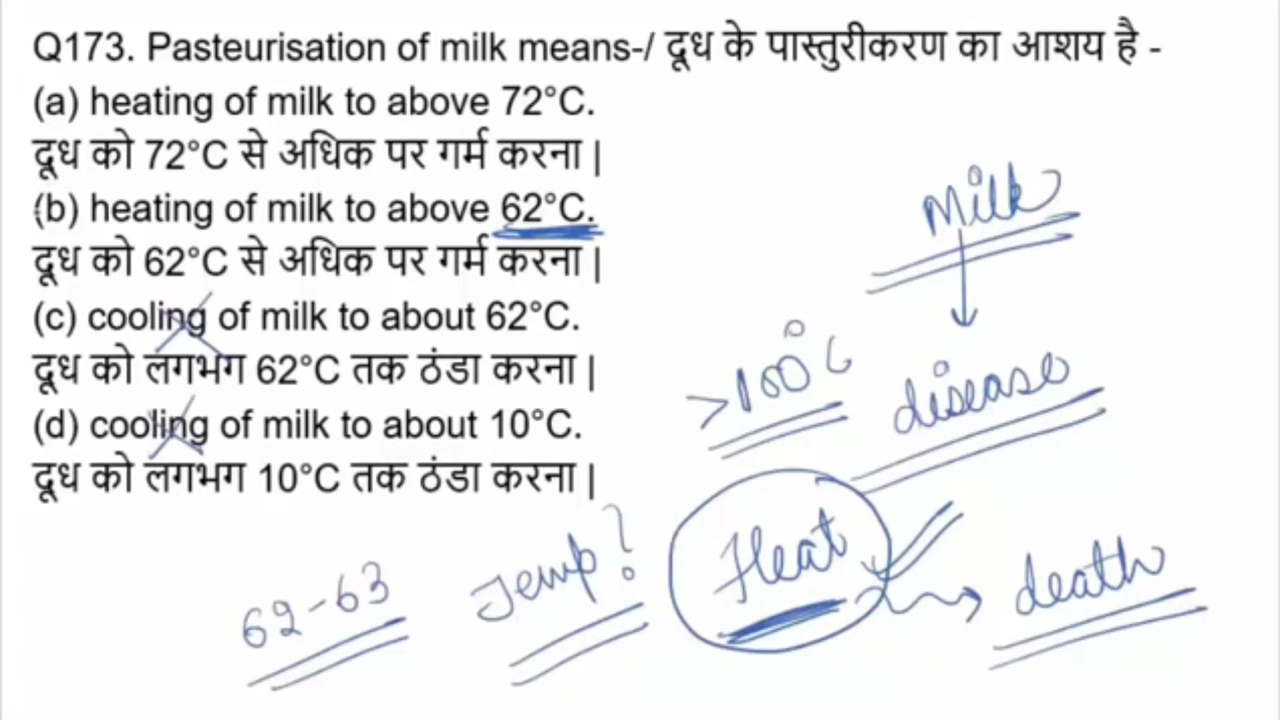 Q173. Pasteurisation of milk means-/ दूध के पास्तुरीकरण का आशय है -
(a) heating of milk to above 72°C.
दूध को 72°C से अधिक पर गर्म करना |
(b) heating of milk to above 62°C.
दूध को 62°C से अधिक पर गर्म करना |
(c) cooling of milk to about 62°C.
दूध को लगभग 62°C तक ठंडा करना |
(d) cooling of milk to about 10°C.
दूध को लगभग 10°C तक ठंडा करना |
Milk
>100°C
disease
Heat
death
Temp?
62-63